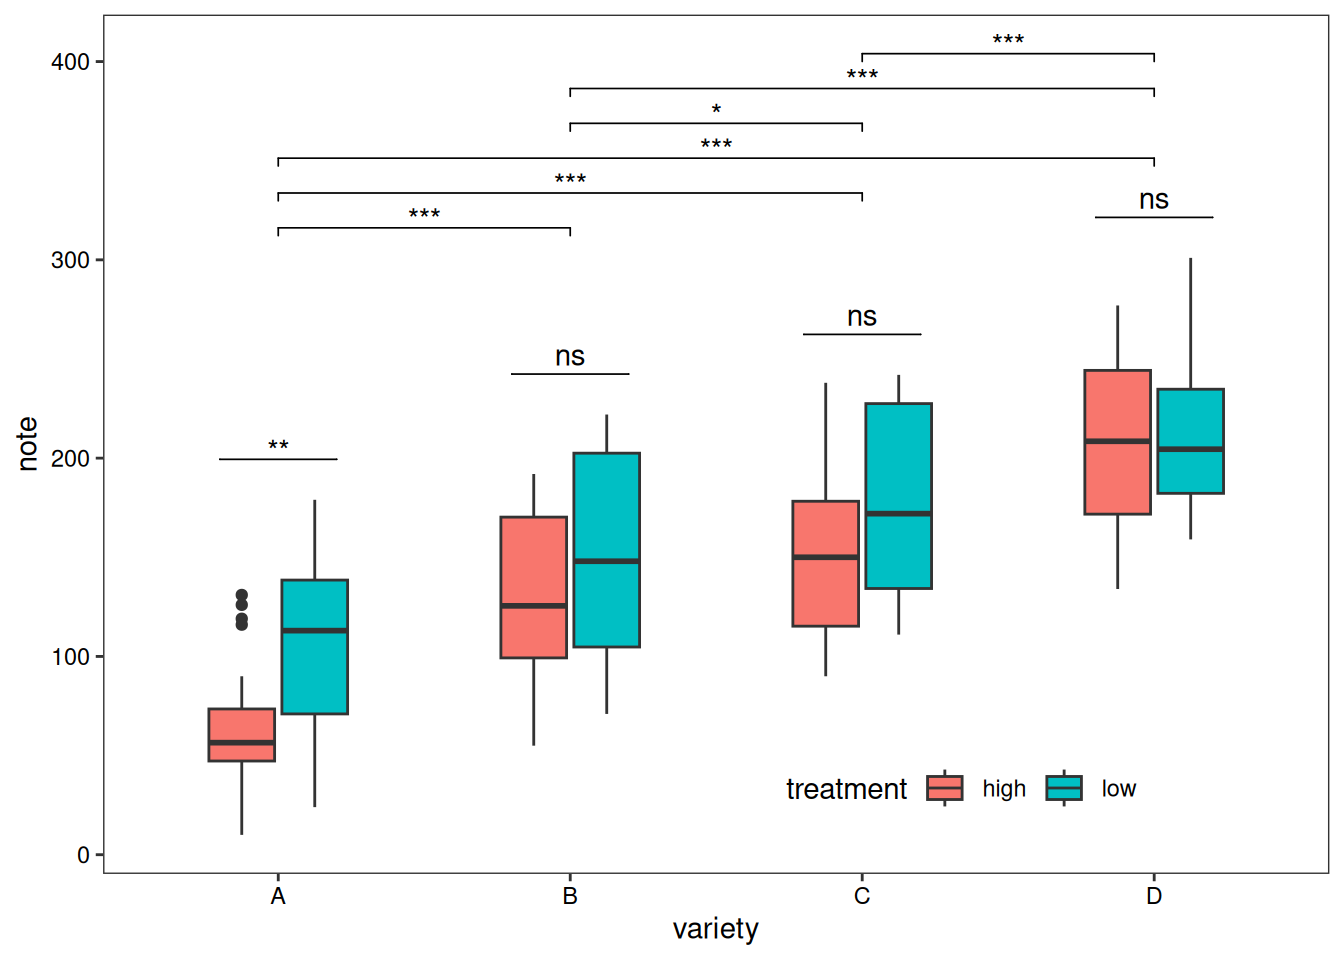 ***
400
***
*
***
***
ns
***
300
ns
ns
note
**
200
100
treatment high low
0
A B C D
variety